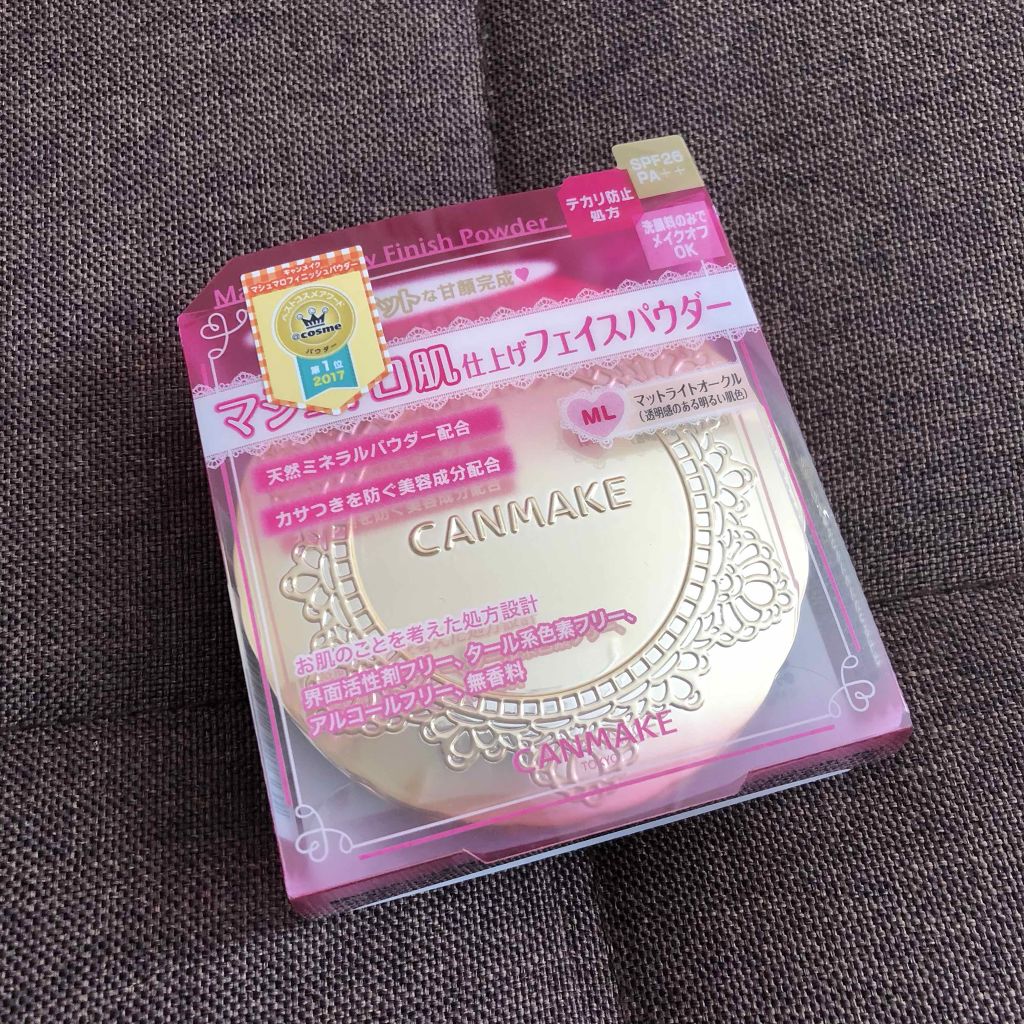 SPF26
PA++
テカリ防止
処方
洗顔料のみで
メイクオフ
OK
Finish Powder
ットな甘顔完成♥
キャンメイク
マシュマロフィニッシュパウダー
ベストコスメアワード
@cosme
パウダー
第1位
2017
肌仕上げフェイスパウダー
ML
マットライトオークル
(透明感のある明るい肌色)
天然ミネラルパウダー配合
カサつきを防ぐ美容成分配合
CANMAKE
お肌のことを考えた処方設計
界面活性剤フリー、タール系色素フリー、
アルコールフリー、無香料
CANMAKE
TOKYO